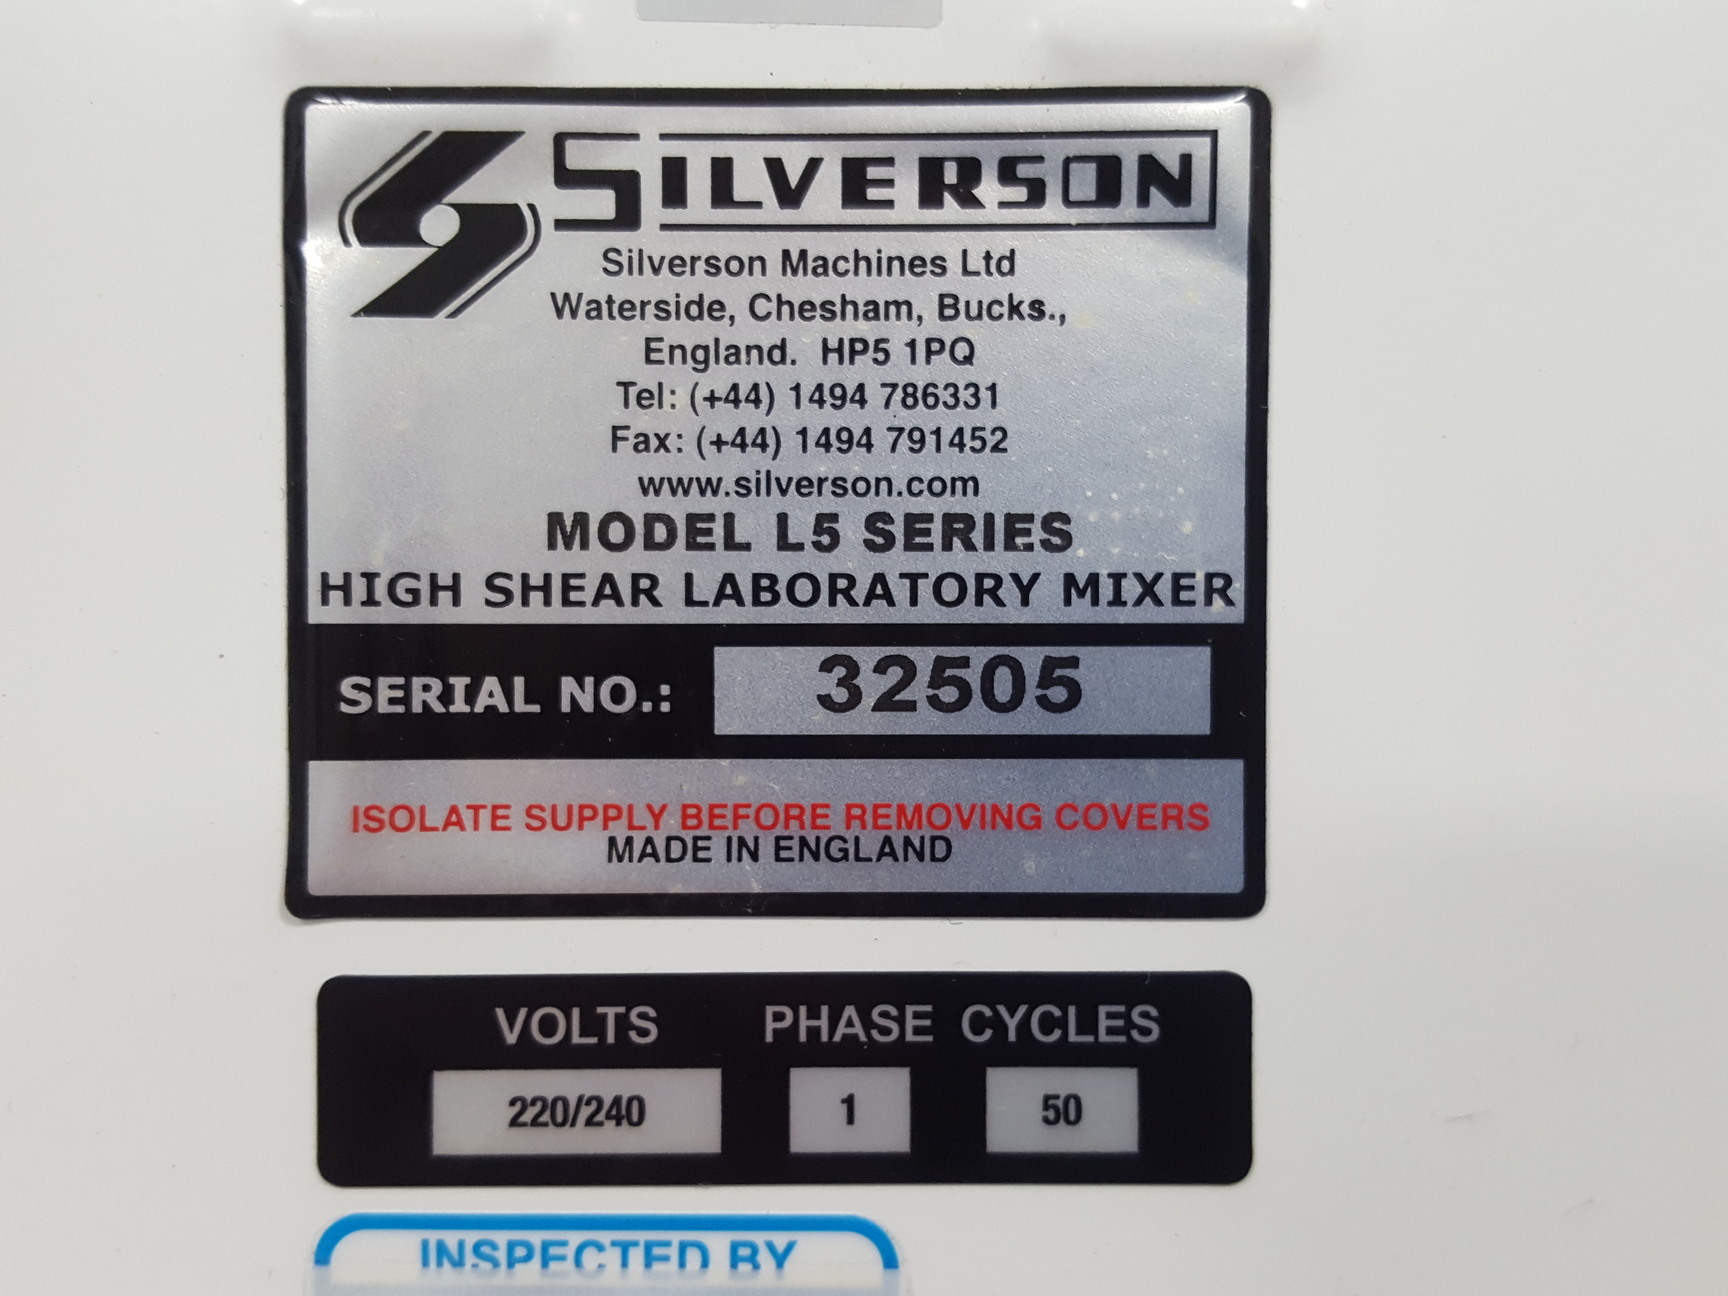 SILVERSON
Silverson Machines Ltd
Waterside, Chesham, Bucks.,
England. HP5 1PQ
Tel: (+44) 1494 786331
Fax: (+44) 1494 791452
www.silverson.com
MODEL L5 SERIES
HIGH SHEAR LABORATORY MIXER
SERIAL NO.: 32505
ISOLATE SUPPLY BEFORE REMOVING COVERS
MADE IN ENGLAND
VOLTS PHASE CYCLES
220/240 1 50
INSPECTED BY